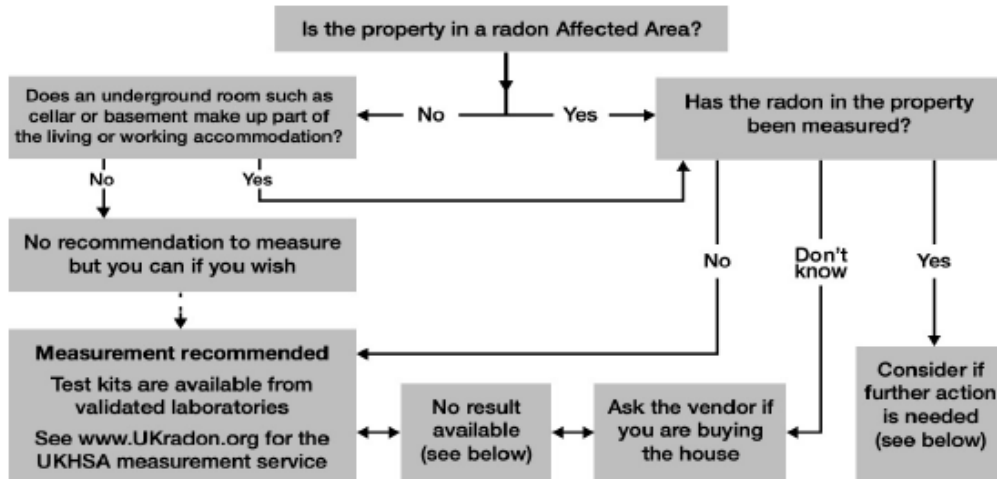 Is the property in a radon Affected Area?
Does an underground room such as
cellar or basement make up part of
the living or working accommodation?
No
Yes
Has the radon in the property
been measured?
No
Yes
No recommendation to measure
but you can if you wish
No
Don't
know
Yes
Measurement recommended
Test kits are available from
validated laboratories
See www.UKradon.org for the
UKHSA measurement service
No result
available
(see below)
Ask the vendor if
you are buying
the house
Consider if
further action
is needed
(see below)